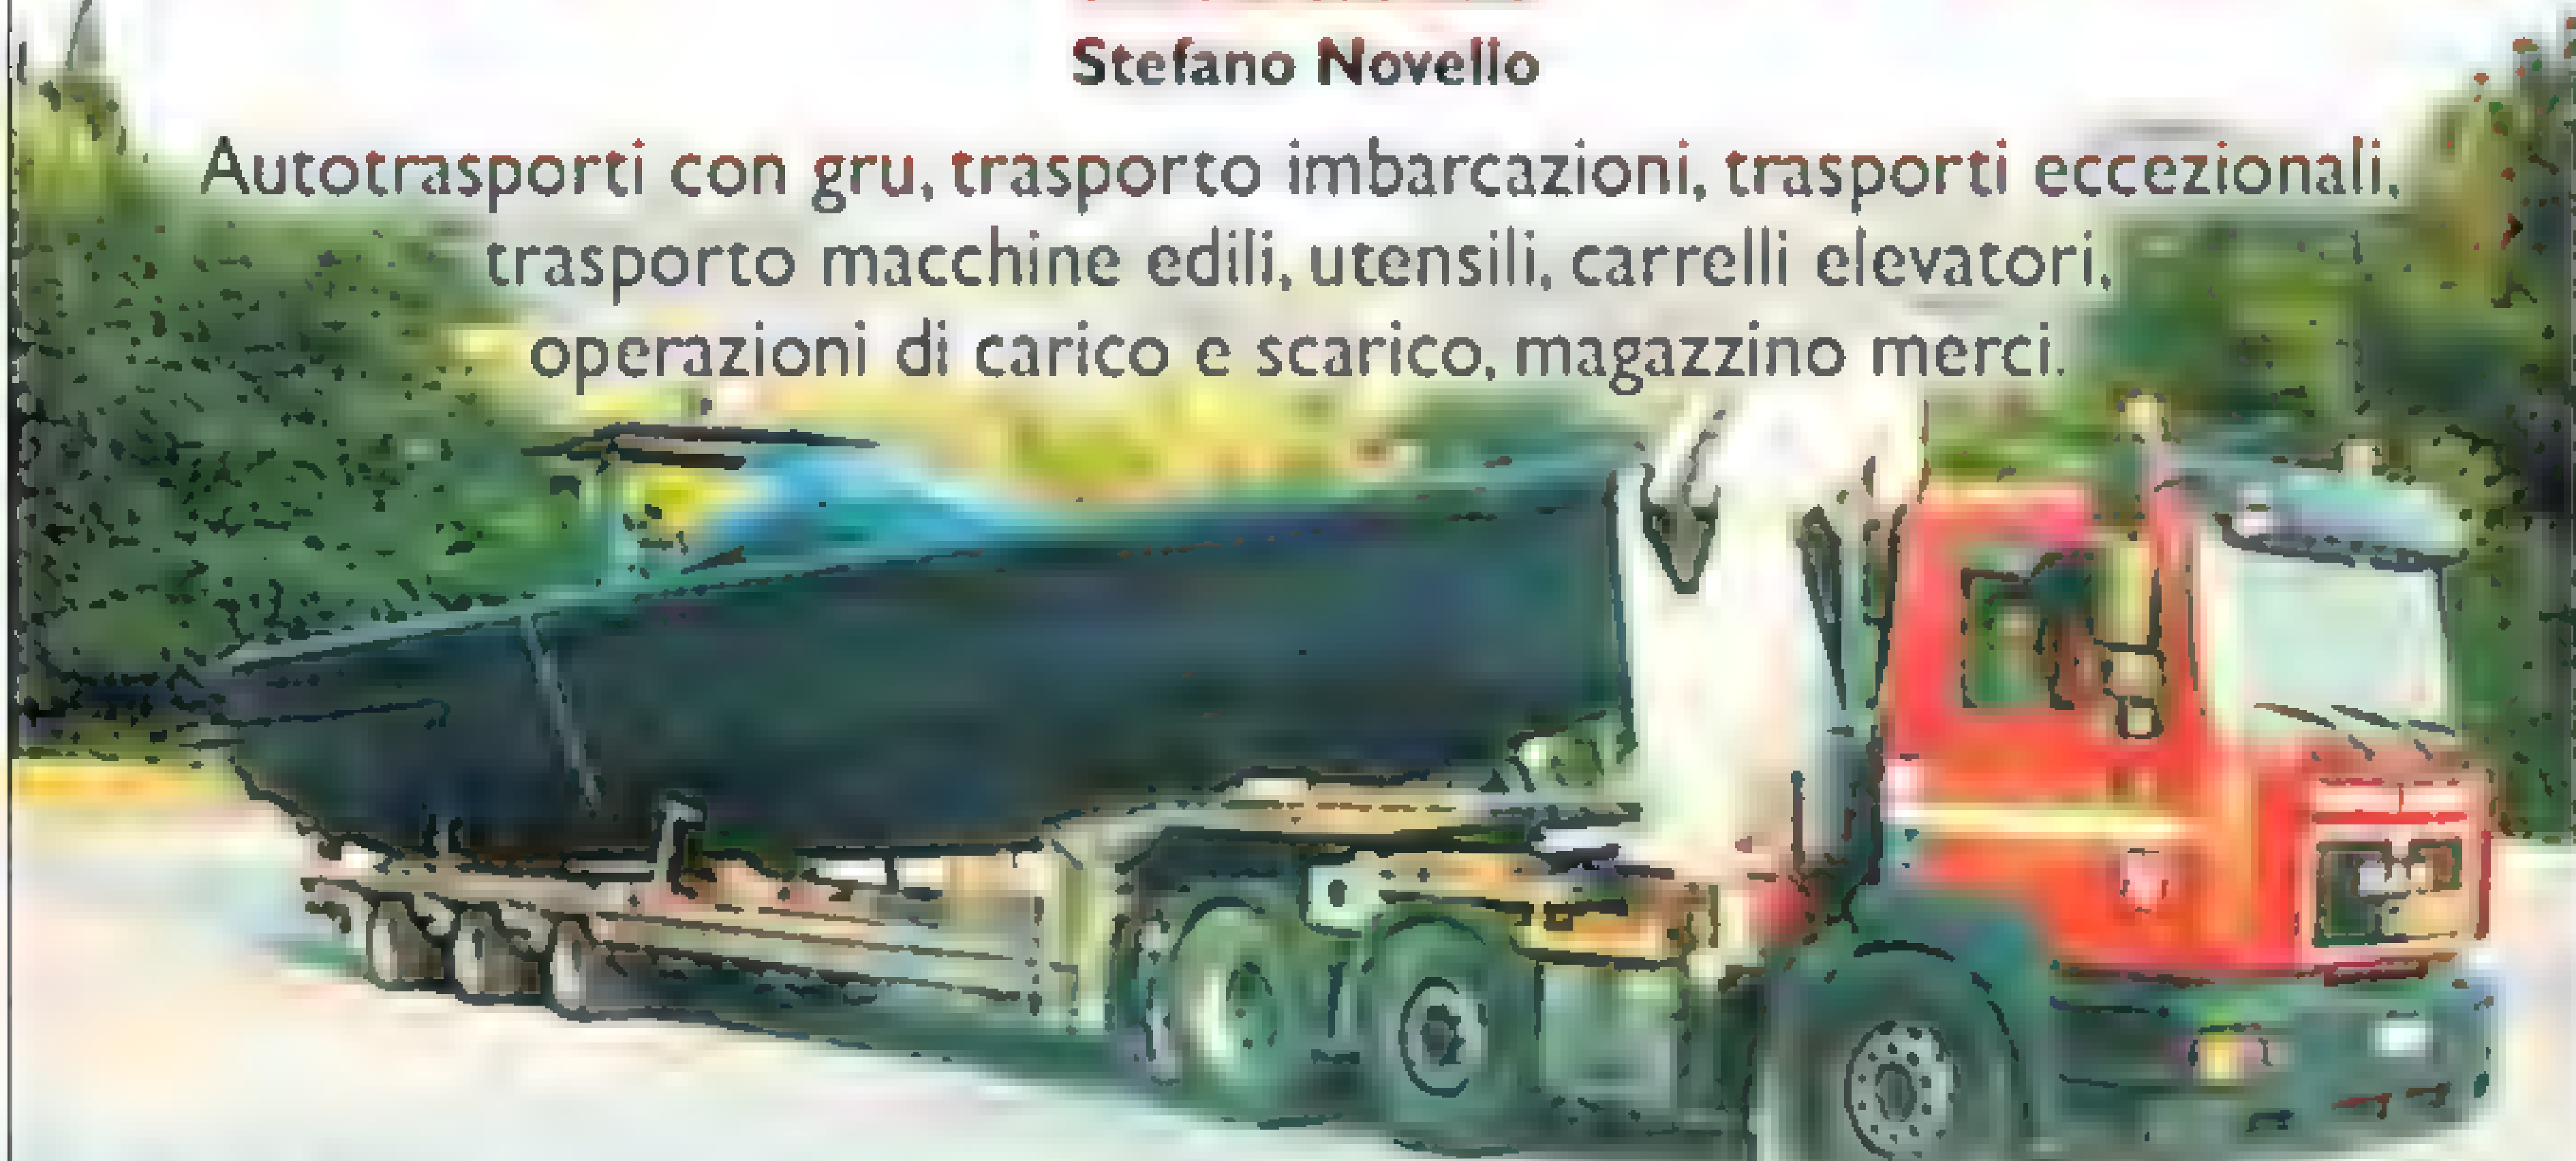 Stefano Novello
Autotrasporti con gru, trasporto imbarcazioni, trasporti eccezionali,
trasporto macchine edili, utensili, carrelli elevatori,
operazioni di carico e scarico, magazzino merci.